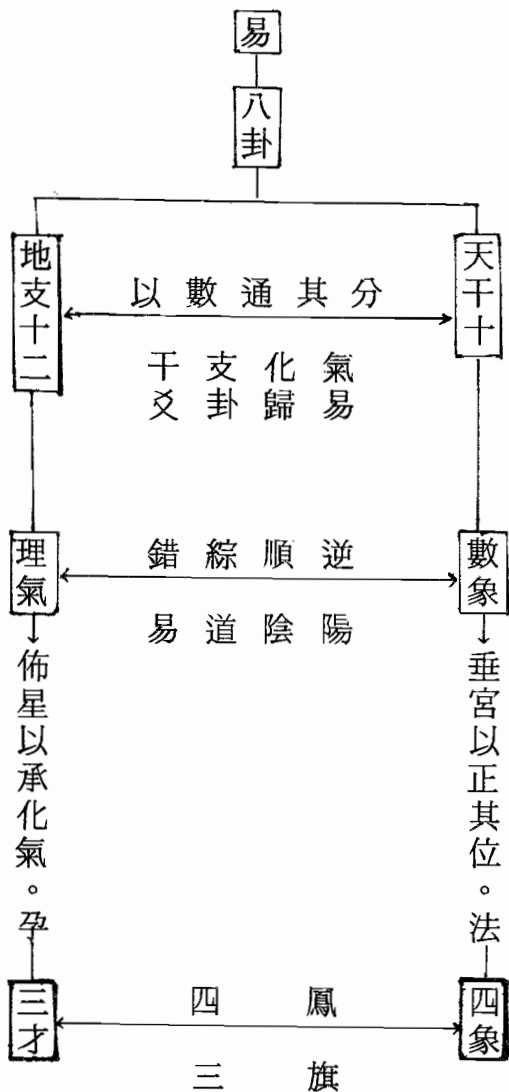 易
八卦
天干十
地支十二
以數通其分
干支化氣
爻卦歸易
數象
理氣
錯綜順逆
易道陰陽
垂宮以正其位。法
佈星以承化氣。孕
四象
三才
四鳳
三旗